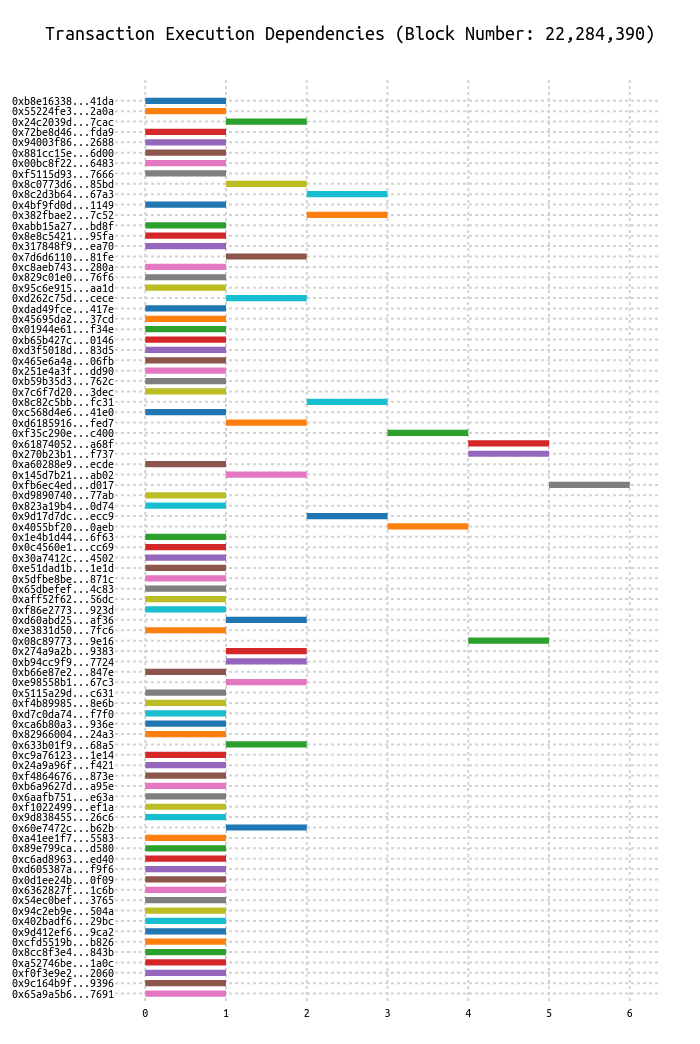 Transaction Execution Dependencies (Block Number: 22,284,390)
0xb8e16338...41da
0x55224fe3...2a0a
0x24c2039d...7cac
0x72be8d46...fda9
0x94003f86...2688
0x881cc15e...6d00
0x00bc8f22...6483
0xf5115d93...7666
0x8c0773d6...85bd
0x8c2d3b64...67a3
0x4bf9fd0d...1149
0x382fbae2...7c52
0xabb15a27...bd8f
0x8e8c5421...95fa
0x317848f9...ea70
0x7d6d6110...81fe
0xc8aeb743...280a
0x829c01e0...76f6
0x95c6e915...aa1d
0xd262c75d...cece
0xdad49fce...417e
0x45695da2...37cd
0x01944e61...f34e
0xb65b427c...0146
0xd3f5018d...83d5
0x465e6a4a...06fb
0x251e4a3f...dd90
0xb59b35d3...762c
0x7c6f7d20...3dec
0x8c82c5bb...fc31
0xc568d4e6...41e0
0xd6185916...fed7
0xf35c290e...c400
0x61874052...a68f
0x270b23b1...f737
0xa60288e9...ecde
0x145d7b21...ab02
0xfb6ec4ed...d017
0xd9890740...77ab
0x823a19b4...0d74
0x9d17d7dc...ecc9
0x4055bf20...0aeb
0x1e4b1d44...6f63
0x0c4560e1...cc69
0x30a7412c...4502
0xe51dad1b...1e1d
0x5dfbe8be...871c
0x65dbefef...4c83
0xaff52f62...56dc
0xf86e2773...923d
0xd60abd25...af36
0xe3831d50...7fc6
0x08c89773...9e16
0x274a9a2b...9383
0xb94cc9f9...7724
0xb66e87e2...847e
0xe98558b1...67c3
0x5115a29d...c631
0xf4b89985...8e6b
0xd7c0da74...f7f0
0xca6b80a3...936e
0x82966004...24a3
0x633b01f9...68a5
0xc9a76123...1e14
0x24a9a96f...f421
0xf4864676...873e
0xb6a9627d...a95e
0x6aafb751...e63a
0xf1022499...ef1a
0x9d838455...26c6
0x60e7472c...b62b
0xa41ee1f7...5583
0x89e799ca...d580
0xc6ad8963...ed40
0xd605387a...f9f6
0x0d1ee24b...0f09
0x6362827f...1c6b
0x54ec0bef...3765
0x94c2eb9e...504a
0x402badf6...29bc
0x9d412ef6...9ca2
0xcfd5519b...b826
0x8cc8f3e4...843b
0xa52746be...1a0c
0xf0f3e9e2...2060
0x9c164b9f...9396
0x65a9a5b6...7691
0 1 2 3 4 5 6